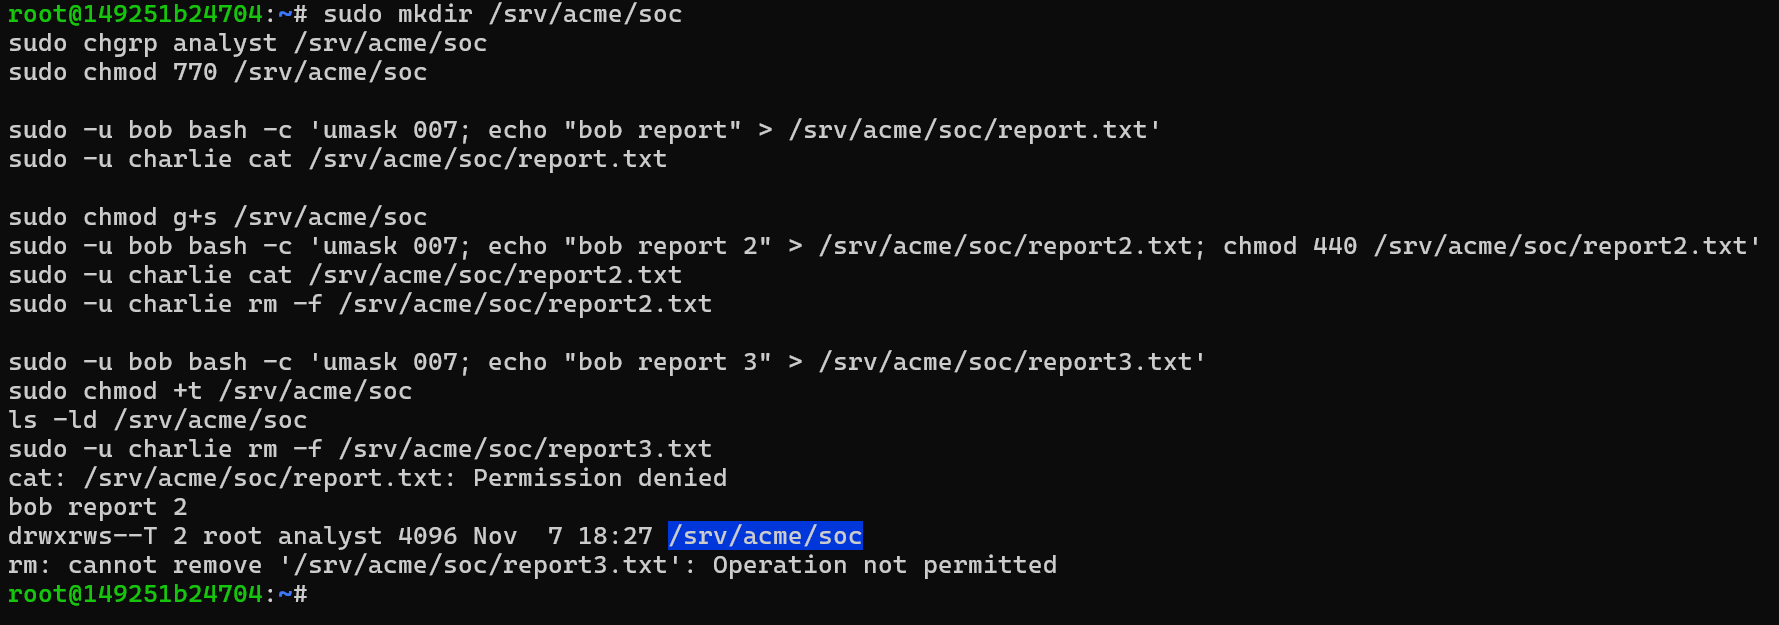 root@149251b24704:~# sudo mkdir /srv/acme/soc
sudo chgrp analyst /srv/acme/soc
sudo chmod 770 /srv/acme/soc
sudo -u bob bash -c 'umask 007; echo "bob report" > /srv/acme/soc/report.txt'
sudo -u charlie cat /srv/acme/soc/report.txt
sudo chmod g+s /srv/acme/soc
sudo -u bob bash -c 'umask 007; echo "bob report 2" > /srv/acme/soc/report2.txt; chmod 440 /srv/acme/soc/report2.txt'
sudo -u charlie cat /srv/acme/soc/report2.txt
sudo -u charlie rm -f /srv/acme/soc/report2.txt
sudo -u bob bash -c 'umask 007; echo "bob report 3" > /srv/acme/soc/report3.txt'
sudo chmod +t /srv/acme/soc
ls -ld /srv/acme/soc
sudo -u charlie rm -f /srv/acme/soc/report3.txt
cat: /srv/acme/soc/report.txt: Permission denied
bob report 2
drwxrws--T 2 root analyst 4096 Nov  7 18:27 /srv/acme/soc
rm: cannot remove '/srv/acme/soc/report3.txt': Operation not permitted
root@149251b24704:~#